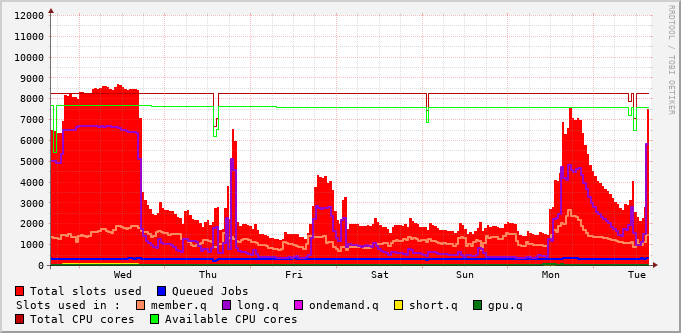 12000
11000
10000
9000
8000
7000
6000
5000
4000
3000
2000
1000
0
Wed Thu Fri Sat Sun Mon Tue
Total slots used Queued Jobs
Slots used in : member.q long.q ondemand.q short.q gpu.q
Total CPU cores Available CPU cores
RRDTOOL / TOBI OETIKER